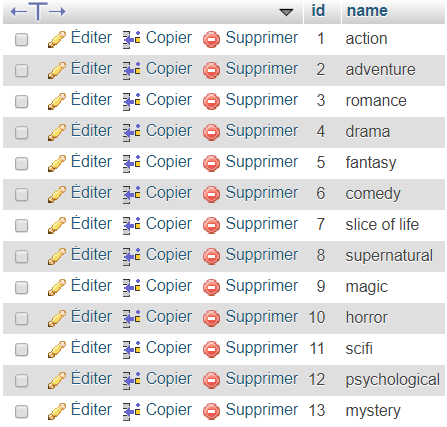 id name
Éditer Copier Supprimer 1 action
Éditer Copier Supprimer 2 adventure
Éditer Copier Supprimer 3 romance
Éditer Copier Supprimer 4 drama
Éditer Copier Supprimer 5 fantasy
Éditer Copier Supprimer 6 comedy
Éditer Copier Supprimer 7 slice of life
Éditer Copier Supprimer 8 supernatural
Éditer Copier Supprimer 9 magic
Éditer Copier Supprimer 10 horror
Éditer Copier Supprimer 11 scifi
Éditer Copier Supprimer 12 psychological
Éditer Copier Supprimer 13 mystery